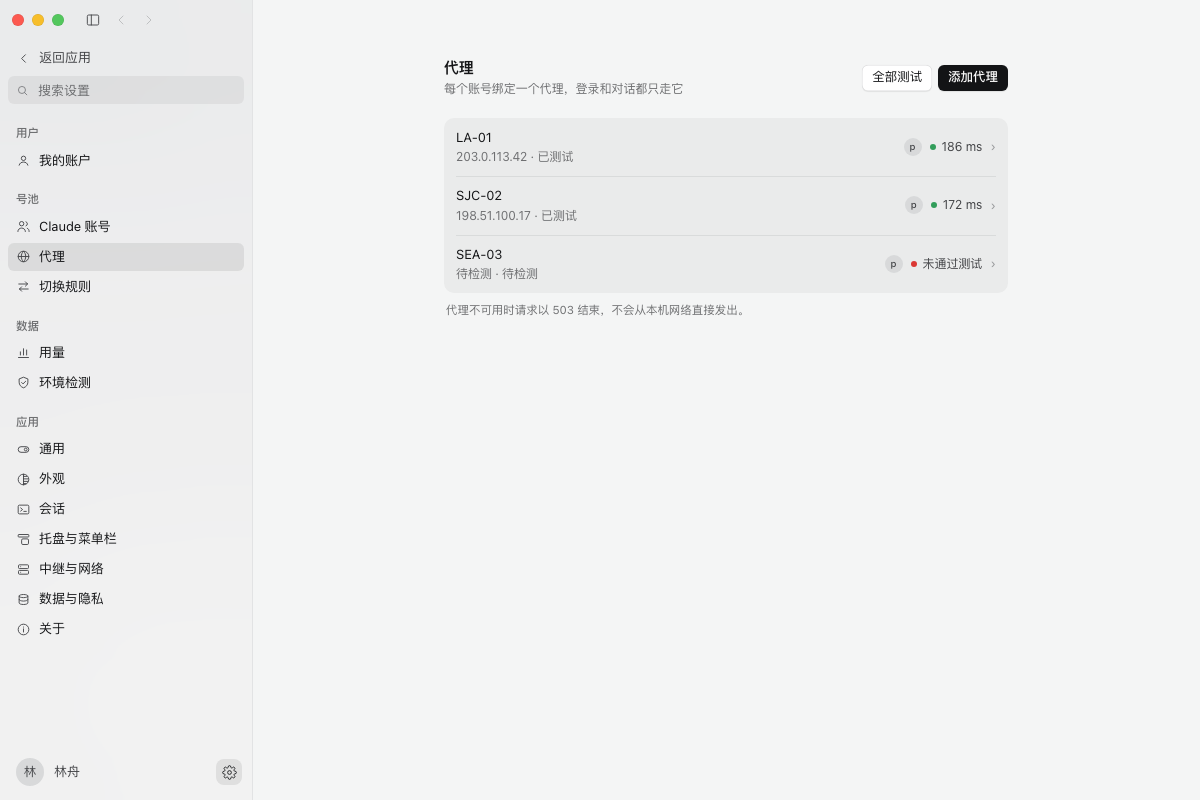 返回应用
搜索设置
用户
我的账户
号池
Claude 账号
代理
切换规则
数据
用量
环境检测
应用
通用
外观
会话
托盘与菜单栏
中继与网络
数据与隐私
关于
林
林舟
代理
每个账号绑定一个代理，登录和对话都只走它
全部测试
添加代理
LA-01
203.0.113.42 · 已测试
p
186 ms
SJC-02
198.51.100.17 · 已测试
p
172 ms
SEA-03
待检测 · 待检测
p
未通过测试
代理不可用时请求以 503 结束，不会从本机网络直接发出。